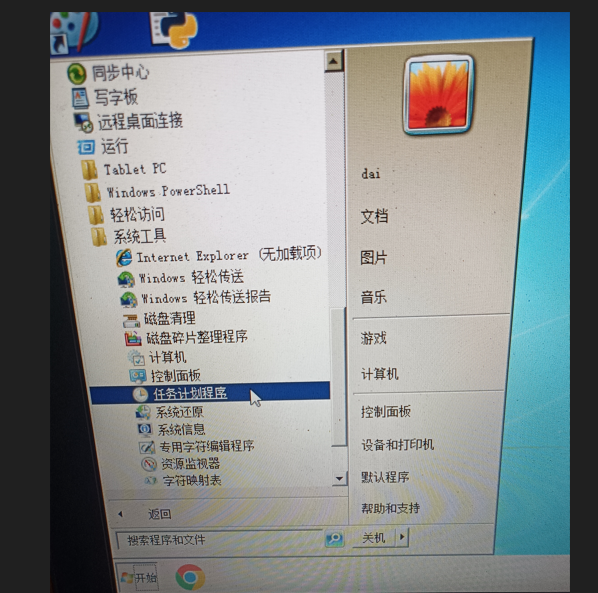 同步中心
写字板
远程桌面连接
运行
Tablet PC
Windows PowerShell
轻松访问
系统工具
Internet Explorer (无加载项)
Windows 轻松传送
Windows 轻松传送报告
磁盘清理
磁盘碎片整理程序
计算机
控制面板
任务计划程序
系统还原
系统信息
专用字符编辑程序
资源监视器
字符映射表
返回
搜索程序和文件
dai
文档
图片
音乐
游戏
计算机
控制面板
设备和打印机
默认程序
帮助和支持
关机
开始